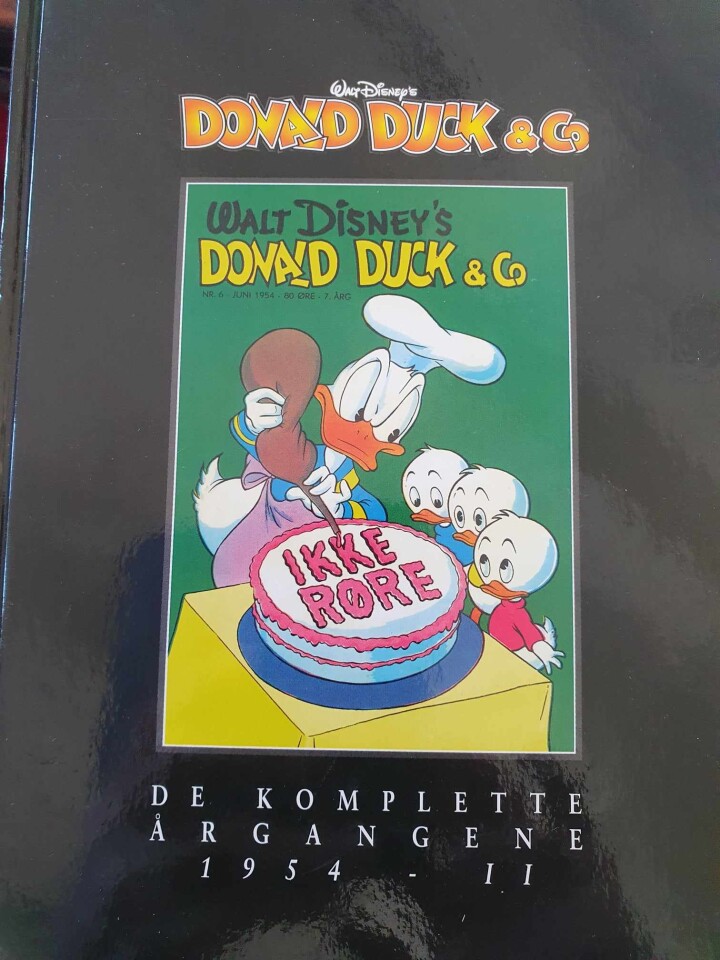 Walt Disney's
DONALD DUCK & Co
WALT DISNEY'S
DONALD DUCK & Co
NR. 6 - JUNI 1954 - 80 ØRE - 7. ÅRG
IKKE
RØRE
DE KOMPLETTE
ÅRGANGENE
1954 - II